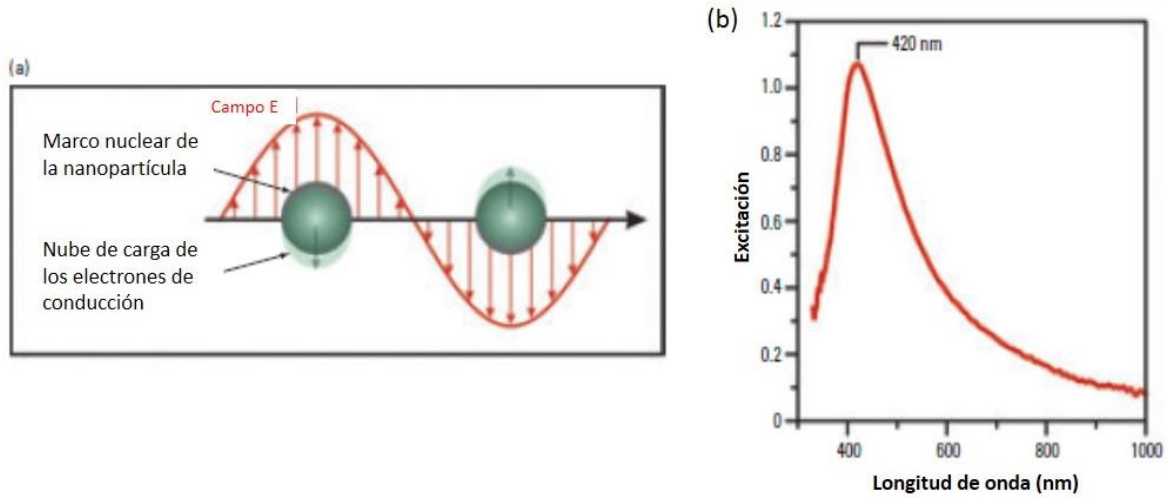 (a)
Campo E
Marco nuclear de
la nanopartícula
Nube de carga de
los electrones de
conducción
(b)
1.2
1.0
0.8
0.6
0.4
0.2
0
420 nm
Excitación
400
600
800
1000
Longitud de onda (nm)